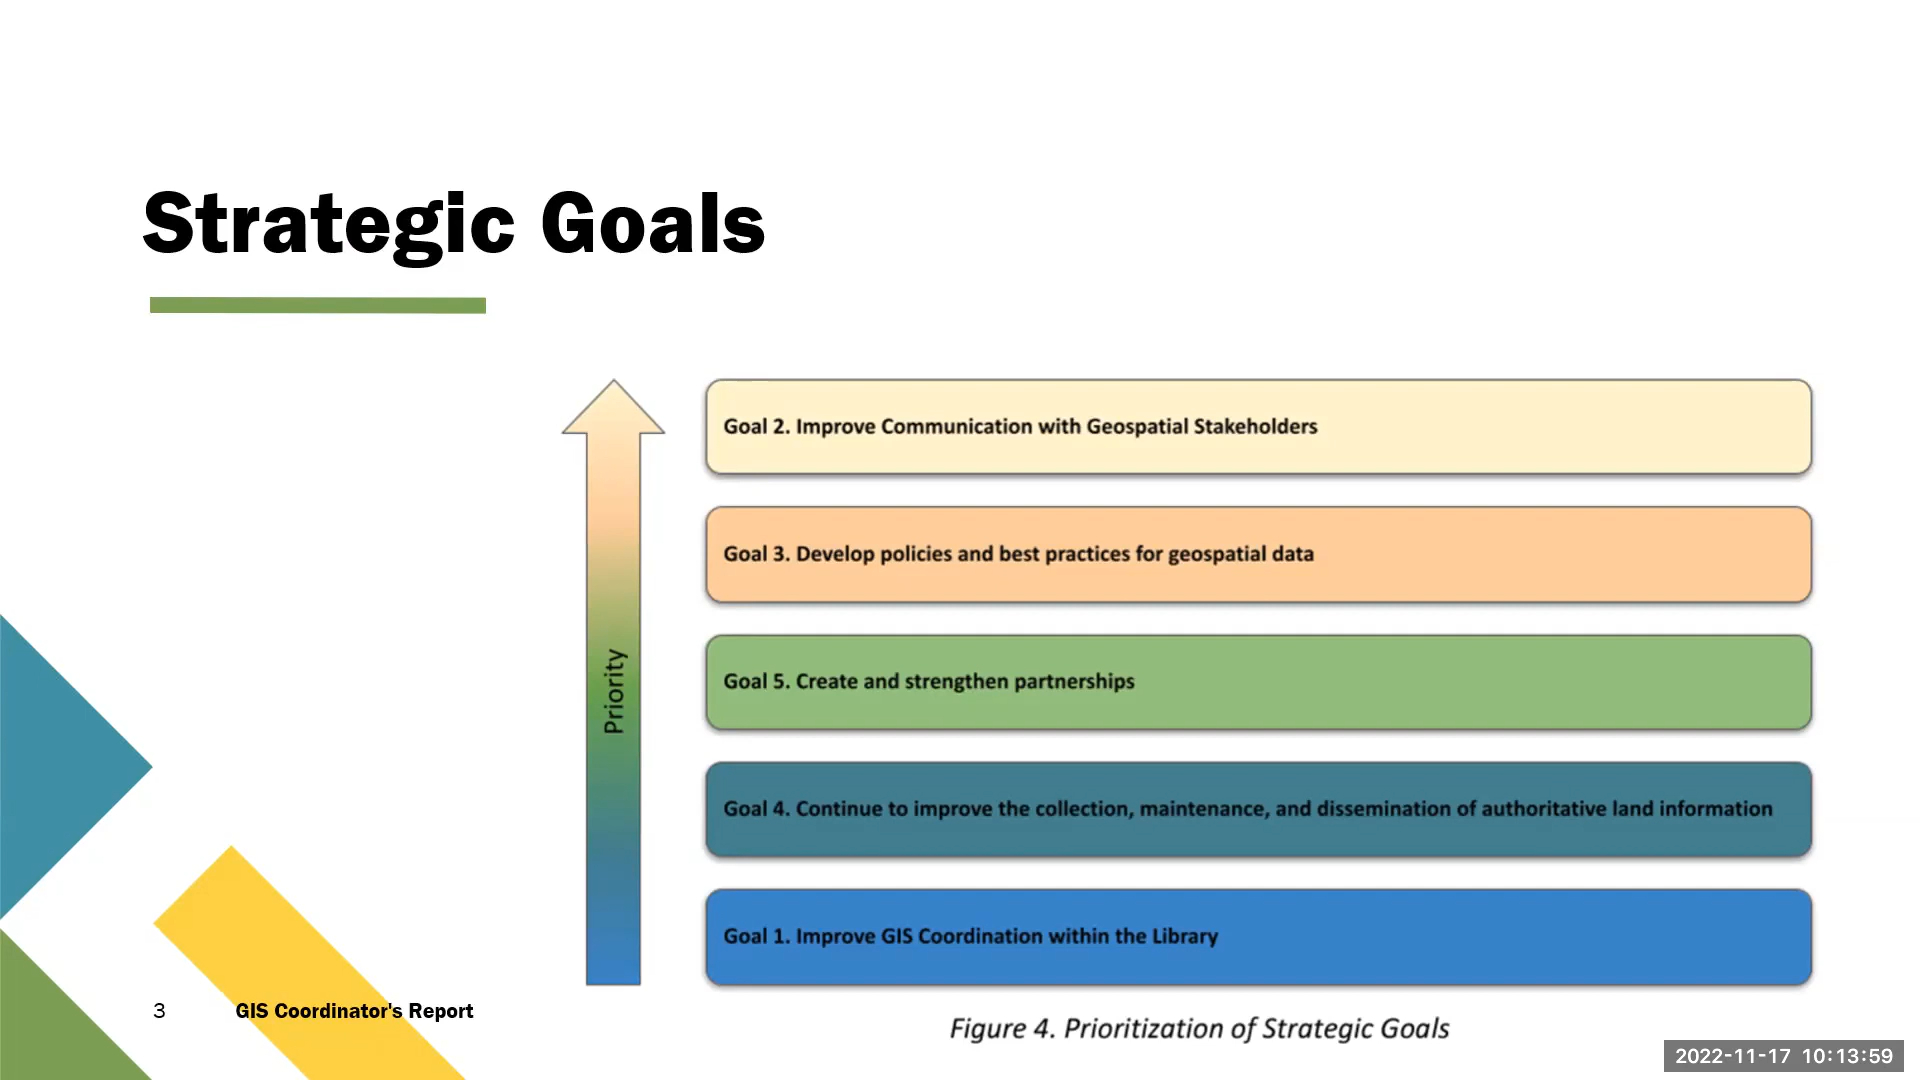 Strategic Goals
Priority
Goal 2. Improve Communication with Geospatial Stakeholders
Goal 3. Develop policies and best practices for geospatial data
Goal 5. Create and strengthen partnerships
Goal 4. Continue to improve the collection, maintenance, and dissemination of authoritative land information
Goal 1. Improve GIS Coordination within the Library
Figure 4. Prioritization of Strategic Goals
3 GIS Coordinator's Report
2022-11-17 10:13:59